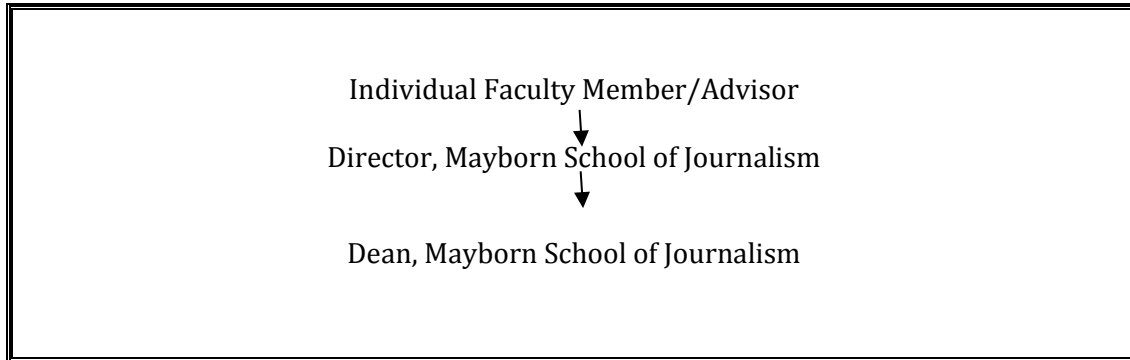 Individual Faculty Member/Advisor
Director, Mayborn School of Journalism
Dean, Mayborn School of Journalism